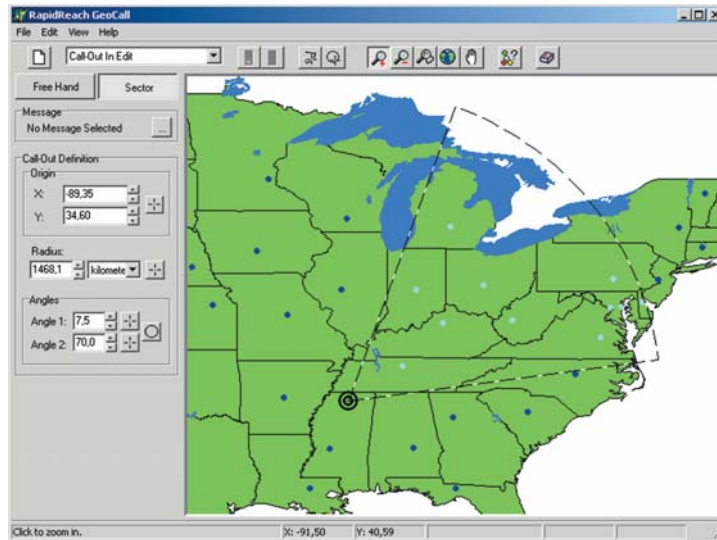 RapidReach GeoCall
File Edit View Help
Call-Out In Edit
Free Hand Sector
Message
No Message Selected ...
Call-Out Definition
Origin
X: -89,35
Y: 34,60
Radius:
1468,1 kilomete
Angles
Angle 1: 7,5
Angle 2: 70,0
Click to zoom in. X: -91,50 Y: 40,59